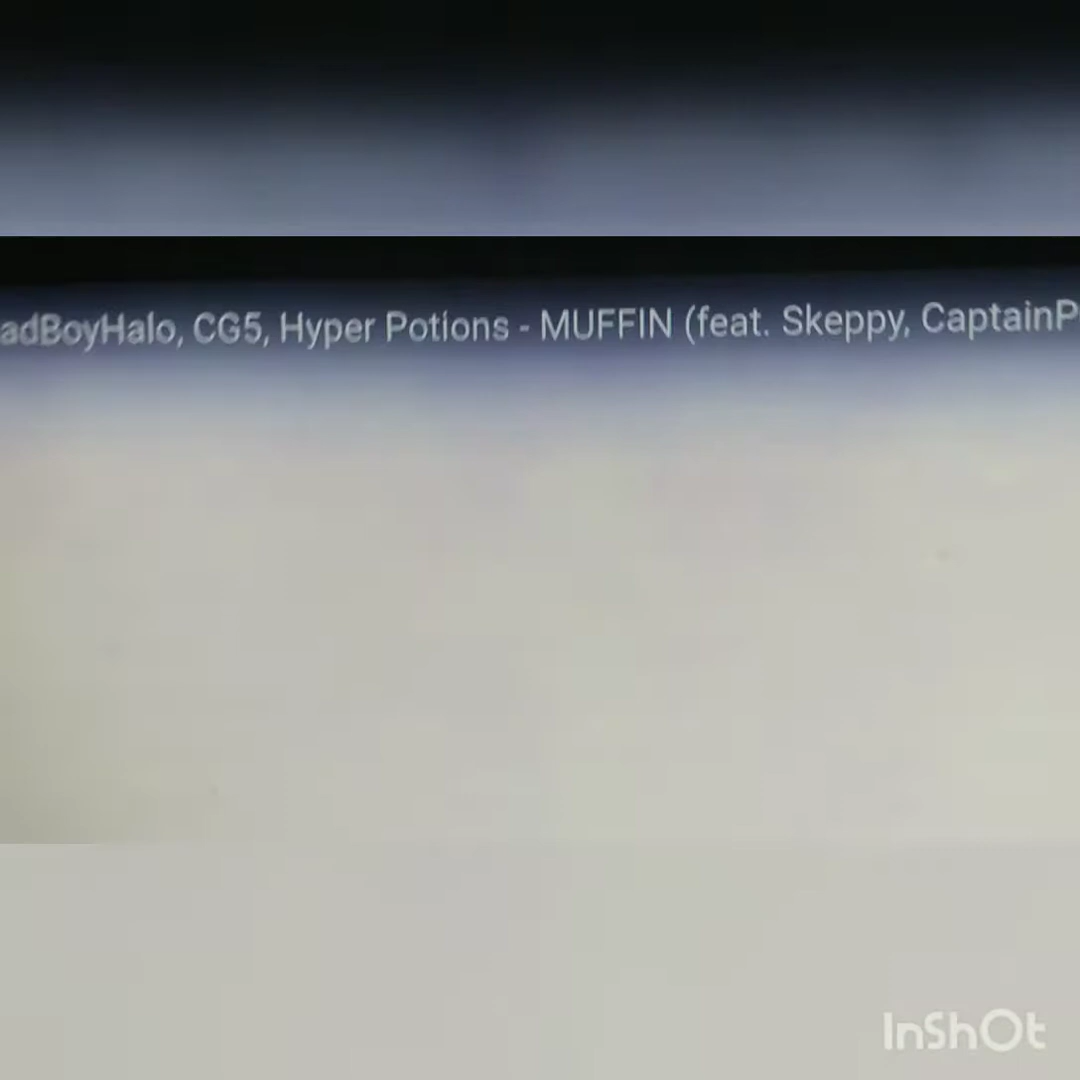 adBoyHalo, CG5, Hyper Potions - MUFFIN (feat. Skeppy, CaptainP
InShOt